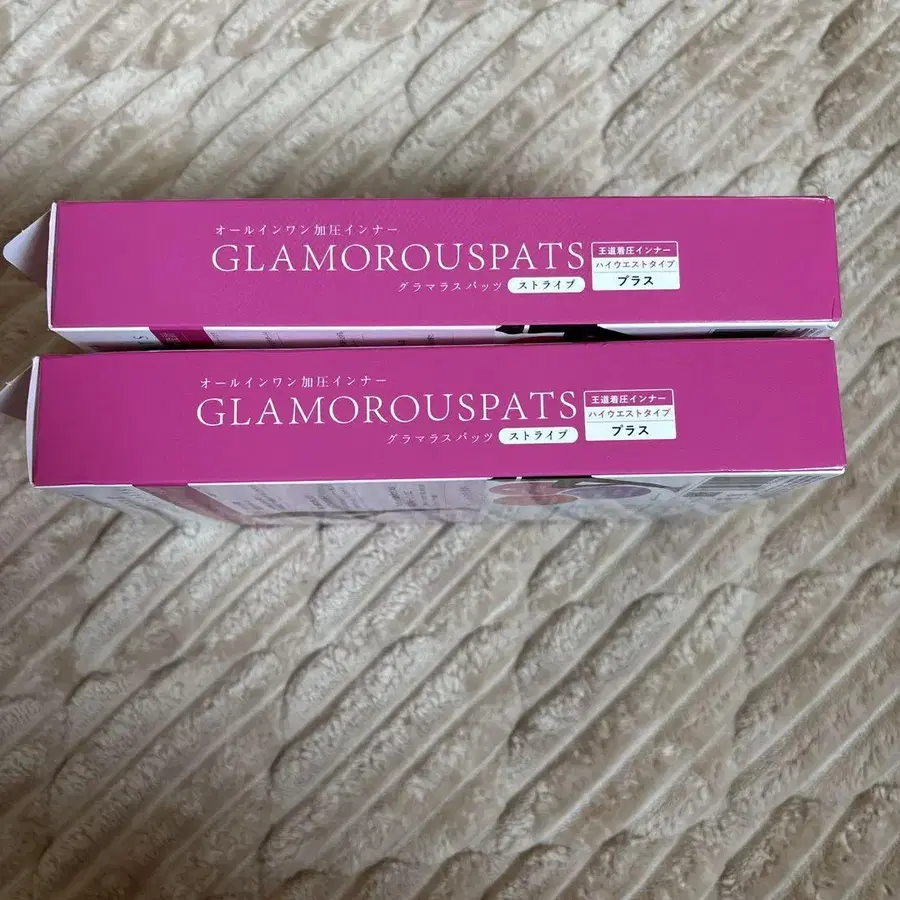 オールインワン加圧インナー
GLAMOROUSPATS
グラマラスパッツ ストライプ
王道着圧インナー
ハイウエストタイプ
プラス
オールインワン加圧インナー
GLAMOROUSPATS
グラマラスパッツ ストライプ
王道着圧インナー
ハイウエストタイプ
プラス